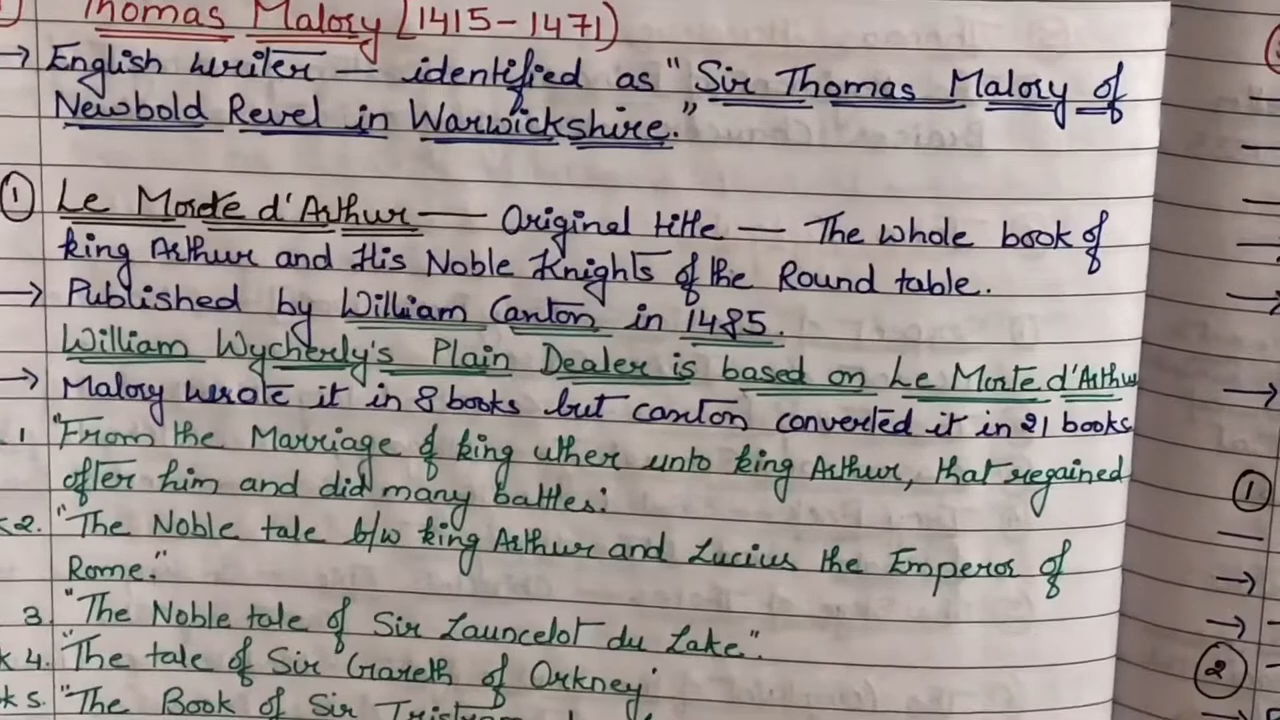 Thomas Malory (1415-1471)
→ English writer — identified as "Sir Thomas Malory of
Newbold Revel in Warwickshire."
① Le Morte d'Arthur — Original title — The whole book of
king Arthur and His Noble Knights of the Round table.
→ Published by William Canton in 1485.
William Wycherly's Plain Dealer is based on Le Morte d'Arthu
→ Malory wrote it in 8 books but canton converted it in 21 books
1 "From the Marriage of king uther unto king Arthur, that regained
after him and did many battles:
k2. "The Noble tale b/w king Arthur and Lucius the Emperor of
Rome."
3 "The Noble tale of Sir Launcelot du Lake".
k 4. "The tale of Sir Gareth of Orkney"
k 5. "The Book of Sir
①
②